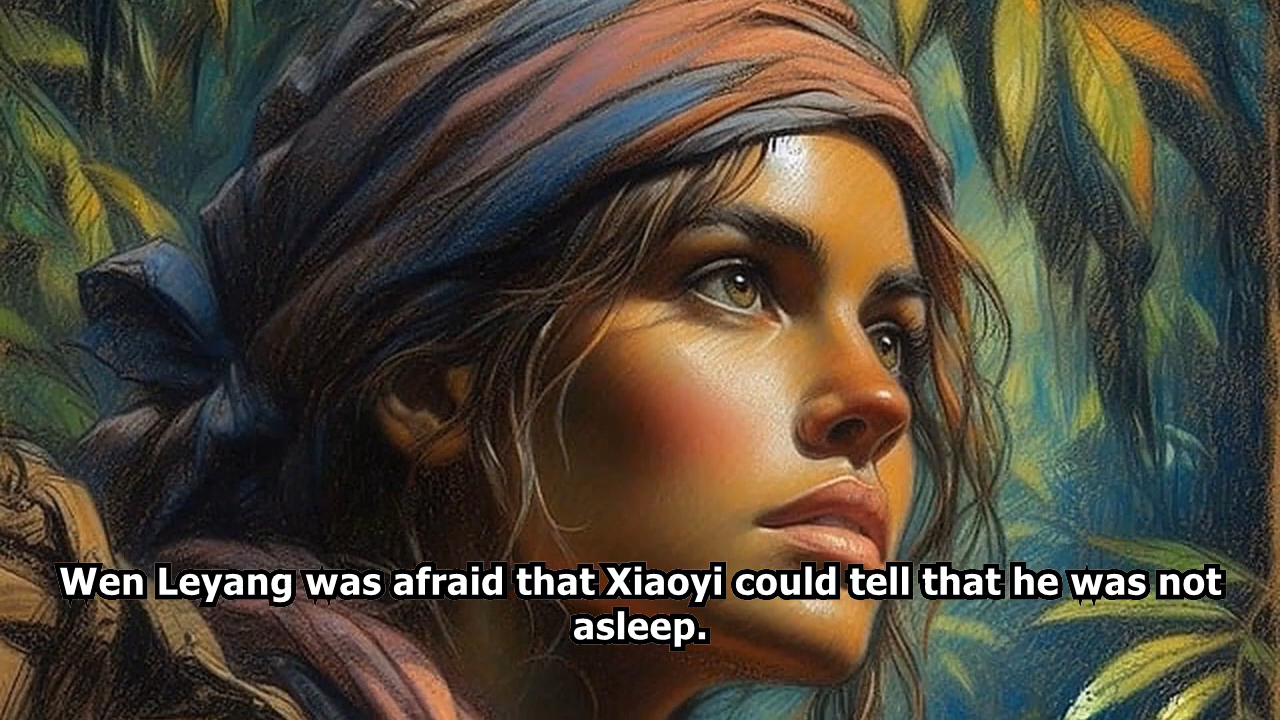 Wen Leyang was afraid that Xiaoyi could tell that he was not
asleep.